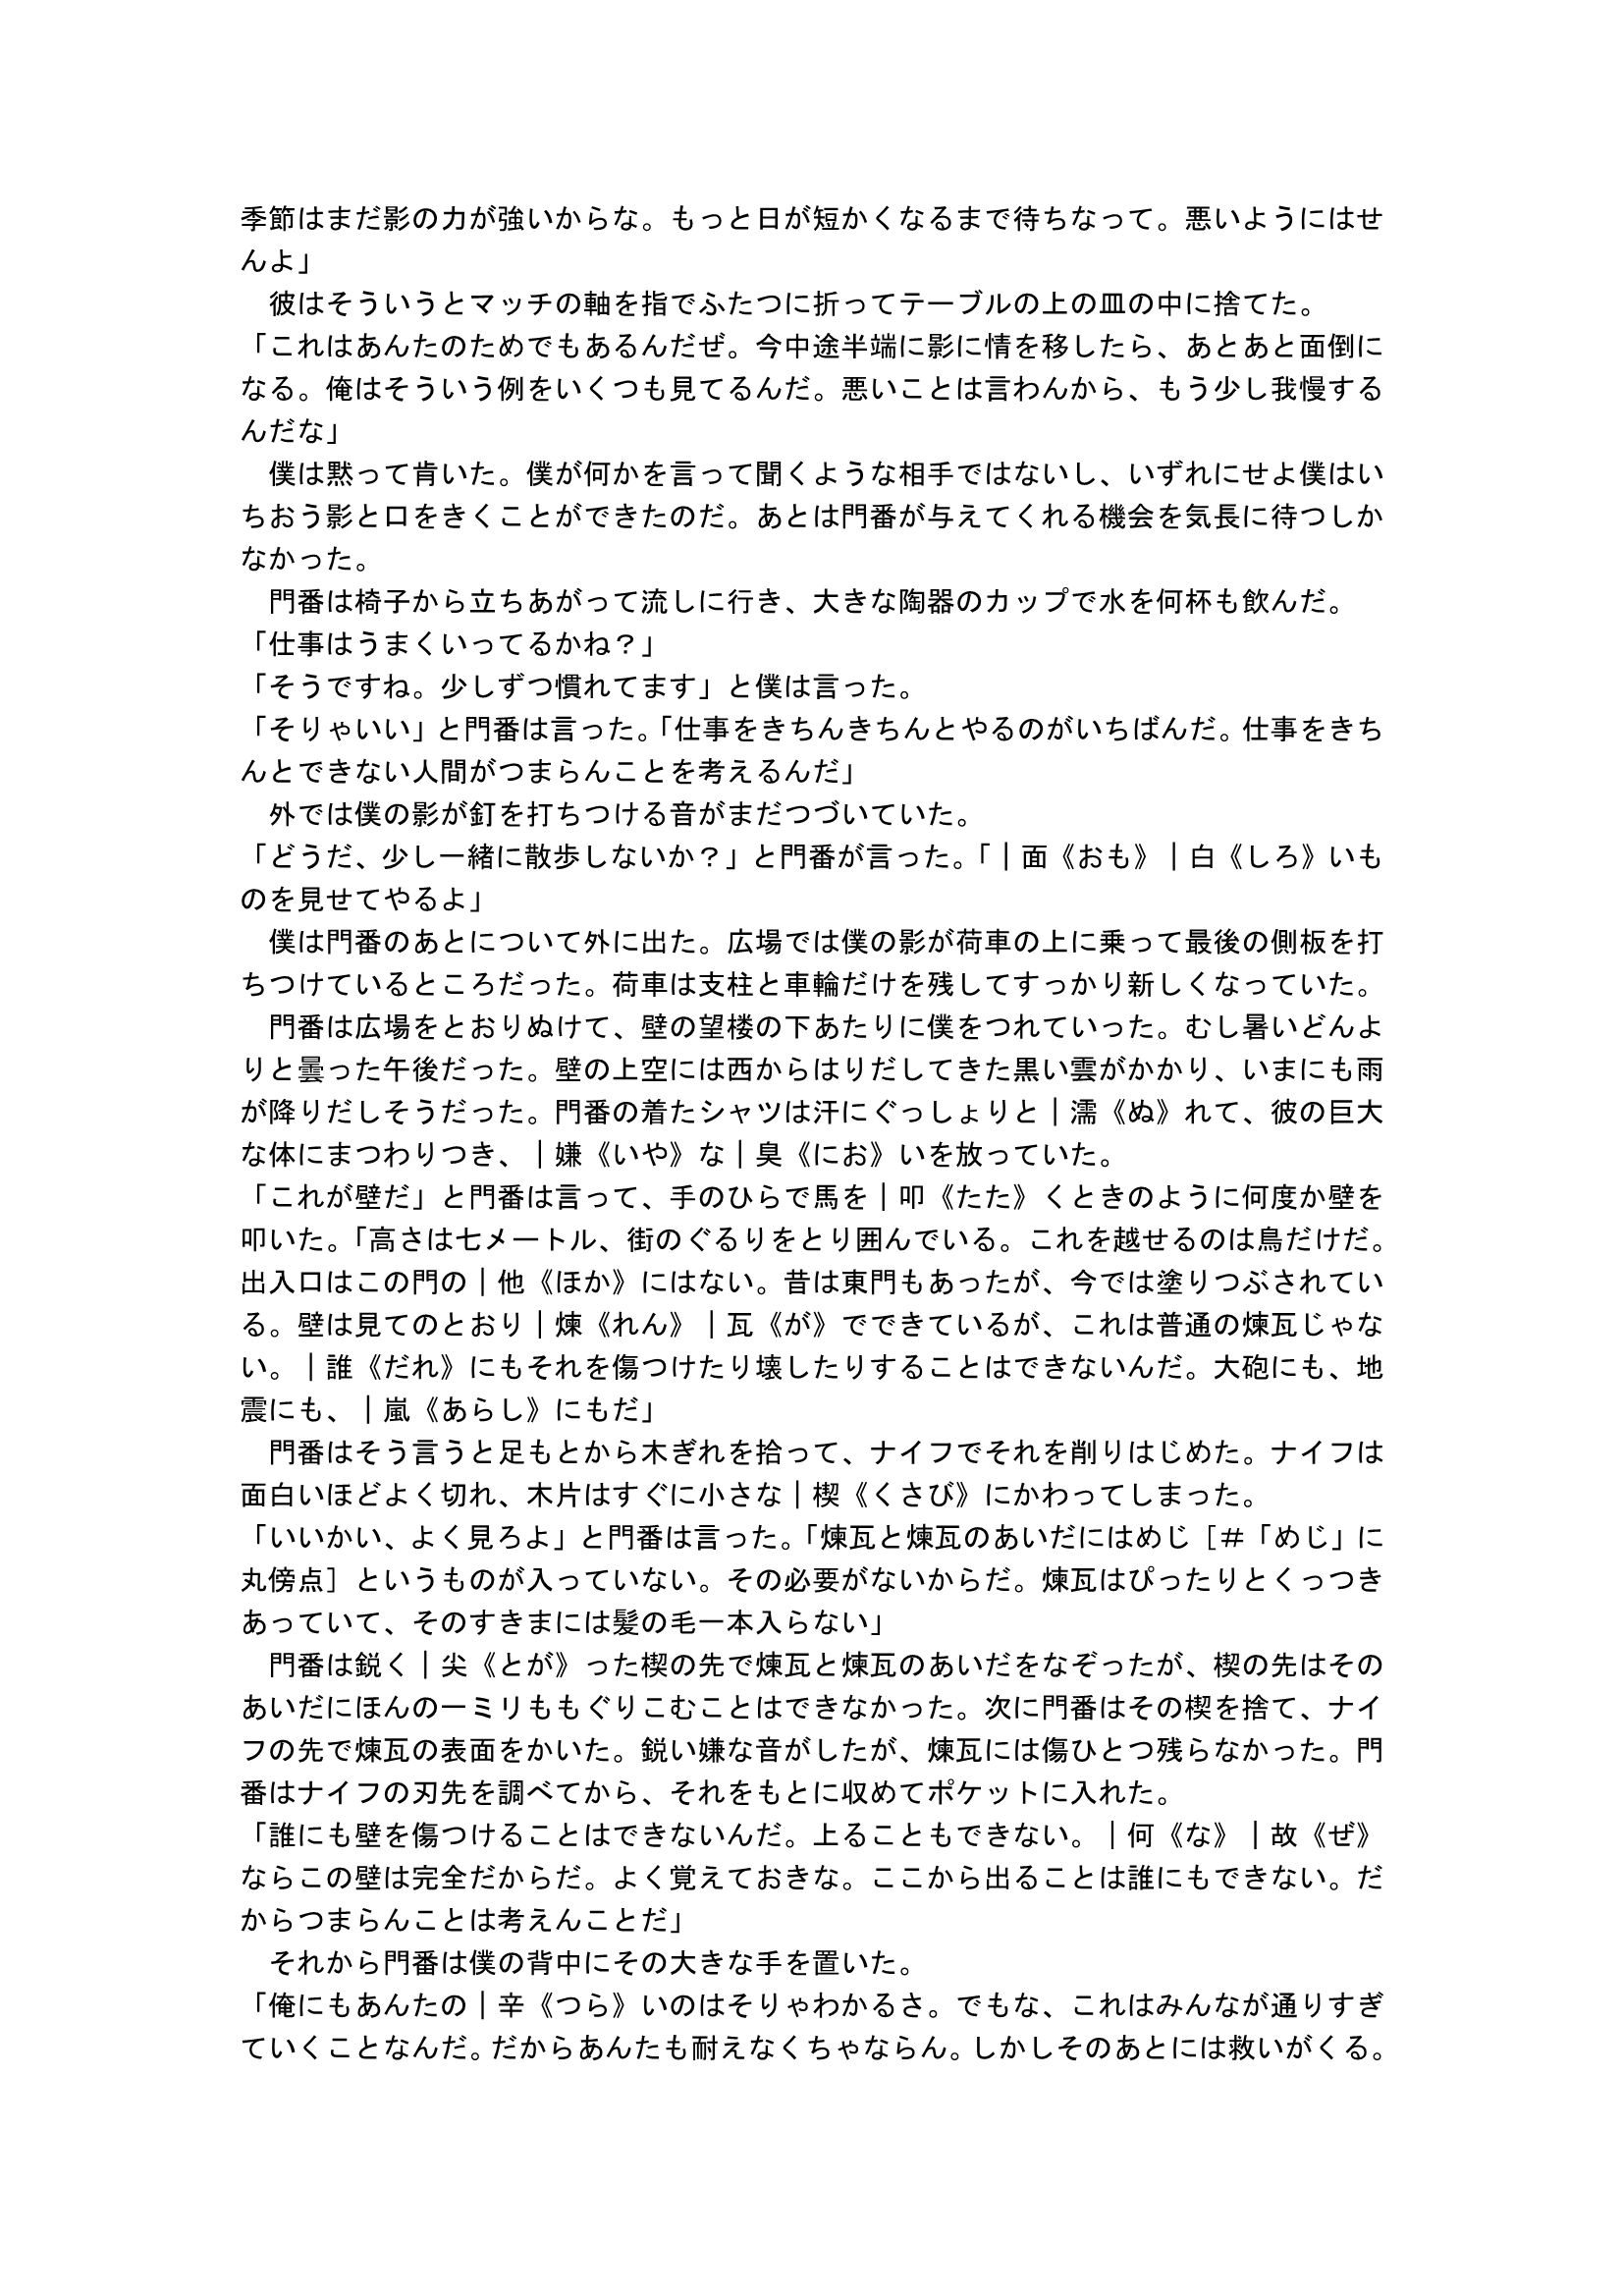 季節はまだ影の力が強いからな。もっと日が短かくなるまで待ちなって。悪いようにはせ
んよ」
　彼はそういうとマッチの軸を指でふたつに折ってテーブルの上の皿の中に捨てた。
「これはあんたのためでもあるんだぜ。今中途半端に影に情を移したら、あとあと面倒に
なる。俺はそういう例をいくつも見てるんだ。悪いことは言わんから、もう少し我慢する
んだな」
　僕は黙って肯いた。僕が何かを言って聞くような相手ではないし、いずれにせよ僕はい
ちおう影と口をきくことができたのだ。あとは門番が与えてくれる機会を気長に待つしか
なかった。
　門番は椅子から立ちあがって流しに行き、大きな陶器のカップで水を何杯も飲んだ。
「仕事はうまくいってるかね？」
「そうですね。少しずつ慣れてます」と僕は言った。
「そりゃいい」と門番は言った。「仕事をきちんきちんとやるのがいちばんだ。仕事をきち
んとできない人間がつまらんことを考えるんだ」
　外では僕の影が釘を打ちつける音がまだつづいていた。
「どうだ、少し一緒に散歩しないか？」と門番が言った。「｜面《おも》｜白《しろ》いも
のを見せてやるよ」
　僕は門番のあとについて外に出た。広場では僕の影が荷車の上に乗って最後の側板を打
ちつけているところだった。荷車は支柱と車輪だけを残してすっかり新しくなっていた。
　門番は広場をとおりぬけて、壁の望楼の下あたりに僕をつれていった。むし暑いどんよ
りと曇った午後だった。壁の上空には西からはりだしてきた黒い雲がかかり、いまにも雨
が降りだしそうだった。門番の着たシャツは汗にぐっしょりと｜濡《ぬ》れて、彼の巨大
な体にまつわりつき、｜嫌《いや》な｜臭《にお》いを放っていた。
「これが壁だ」と門番は言って、手のひらで馬を｜叩《たた》くときのように何度か壁を
叩いた。「高さは七メートル、街のぐるりをとり囲んでいる。これを越せるのは鳥だけだ。
出入口はこの門の｜他《ほか》にはない。昔は東門もあったが、今では塗りつぶされてい
る。壁は見てのとおり｜煉《れん》｜瓦《が》でできているが、これは普通の煉瓦じゃな
い。｜誰《だれ》にもそれを傷つけたり壊したりすることはできないんだ。大砲にも、地
震にも、｜嵐《あらし》にもだ」
　門番はそう言うと足もとから木ぎれを拾って、ナイフでそれを削りはじめた。ナイフは
面白いほどよく切れ、木片はすぐに小さな｜楔《くさび》にかわってしまった。
「いいかい、よく見ろよ」と門番は言った。「煉瓦と煉瓦のあいだにはめじ［＃「めじ」に
丸傍点］というものが入っていない。その必要がないからだ。煉瓦はぴったりとくっつき
あっていて、そのすきまには髪の毛一本入らない」
　門番は鋭く｜尖《とが》った楔の先で煉瓦と煉瓦のあいだをなぞったが、楔の先はその
あいだにほんの一ミリももぐりこむことはできなかった。次に門番はその楔を捨て、ナイ
フの先で煉瓦の表面をかいた。鋭い嫌な音がしたが、煉瓦には傷ひとつ残らなかった。門
番はナイフの刃先を調べてから、それをもとに収めてポケットに入れた。
「誰にも壁を傷つけることはできないんだ。上ることもできない。｜何《な》｜故《ぜ》
ならこの壁は完全だからだ。よく覚えておきな。ここから出ることは誰にもできない。だ
からつまらんことは考えんことだ」
　それから門番は僕の背中にその大きな手を置いた。
「俺にもあんたの｜辛《つら》いのはそりゃわかるさ。でもな、これはみんなが通りすぎ
ていくことなんだ。だからあんたも耐えなくちゃならん。しかしそのあとには救いがくる。